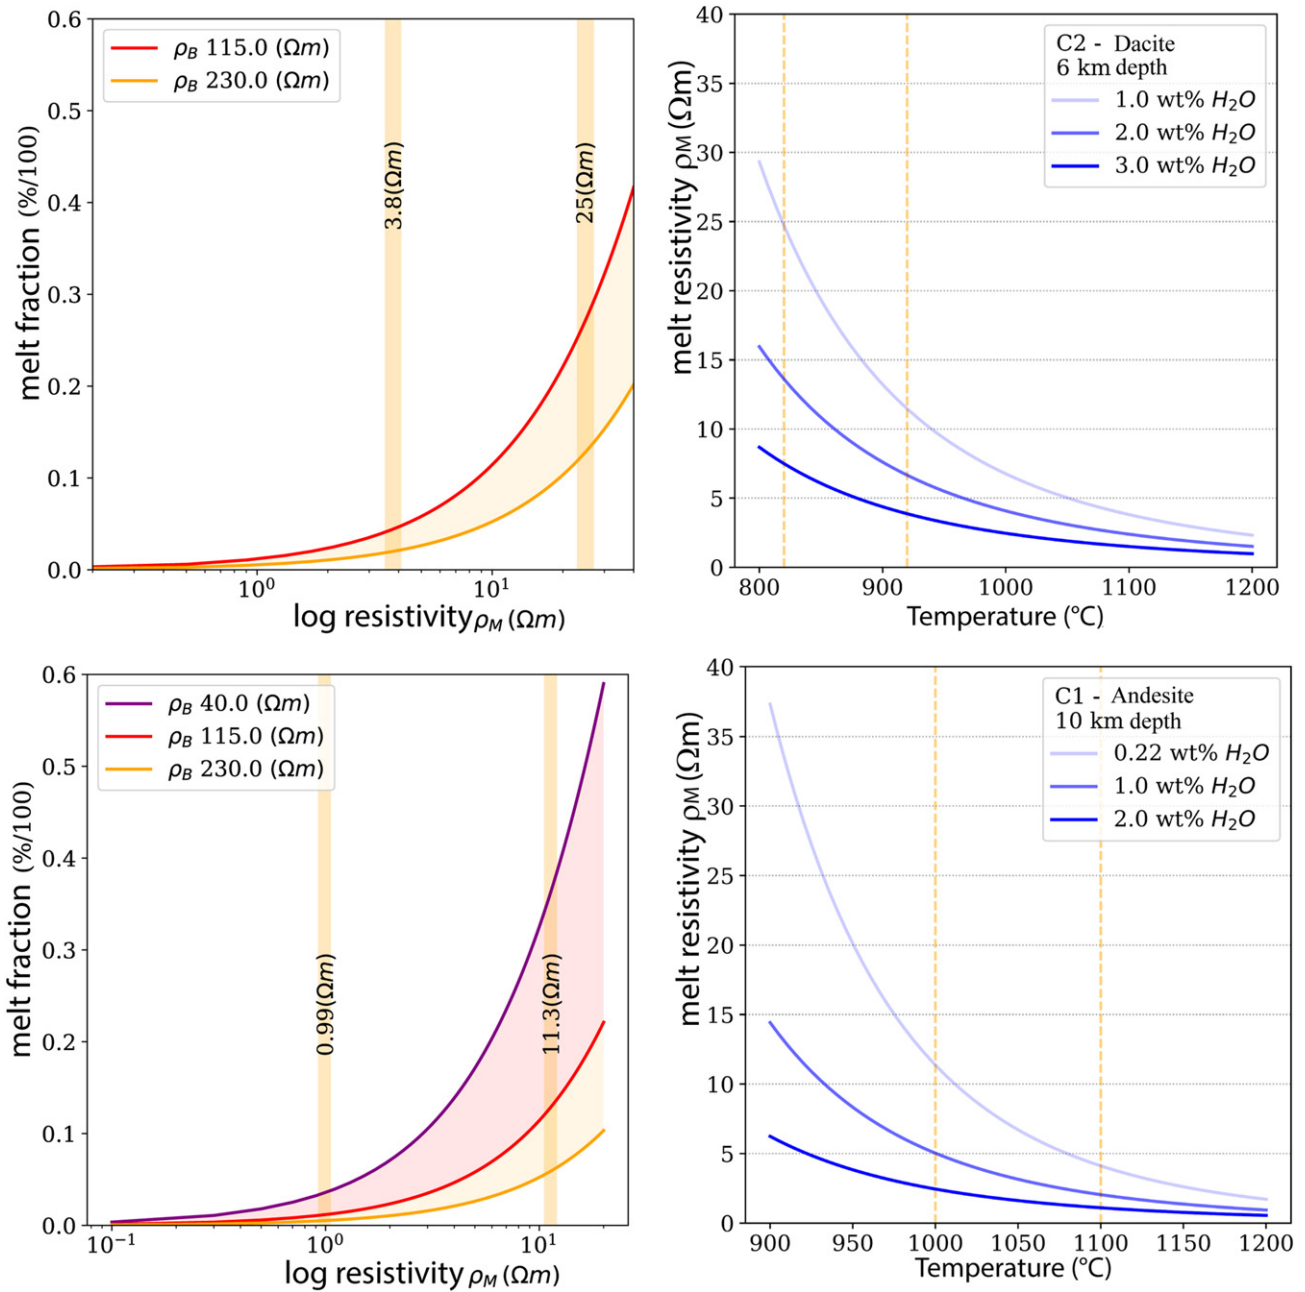 ρB 115.0 (Ωm)
ρB 230.0 (Ωm)
3.8(Ωm)
25(Ωm)
0.6
0.5
0.4
0.3
0.2
0.1
0.0
melt fraction (%/100)
10⁰
10¹
log resistivity ρM (Ωm)
C2 - Dacite
6 km depth
1.0 wt% H₂O
2.0 wt% H₂O
3.0 wt% H₂O
40
35
30
25
20
15
10
5
0
melt resistivity ρM (Ωm)
800
900
1000
1100
1200
Temperature (°C)
ρB 40.0 (Ωm)
ρB 115.0 (Ωm)
ρB 230.0 (Ωm)
0.99(Ωm)
11.3(Ωm)
0.6
0.5
0.4
0.3
0.2
0.1
0.0
melt fraction (%/100)
10⁻¹
10⁰
10¹
log resistivity ρM (Ωm)
C1 - Andesite
10 km depth
0.22 wt% H₂O
1.0 wt% H₂O
2.0 wt% H₂O
40
35
30
25
20
15
10
5
0
melt resistivity ρM (Ωm)
900
950
1000
1050
1100
1150
1200
Temperature (°C)